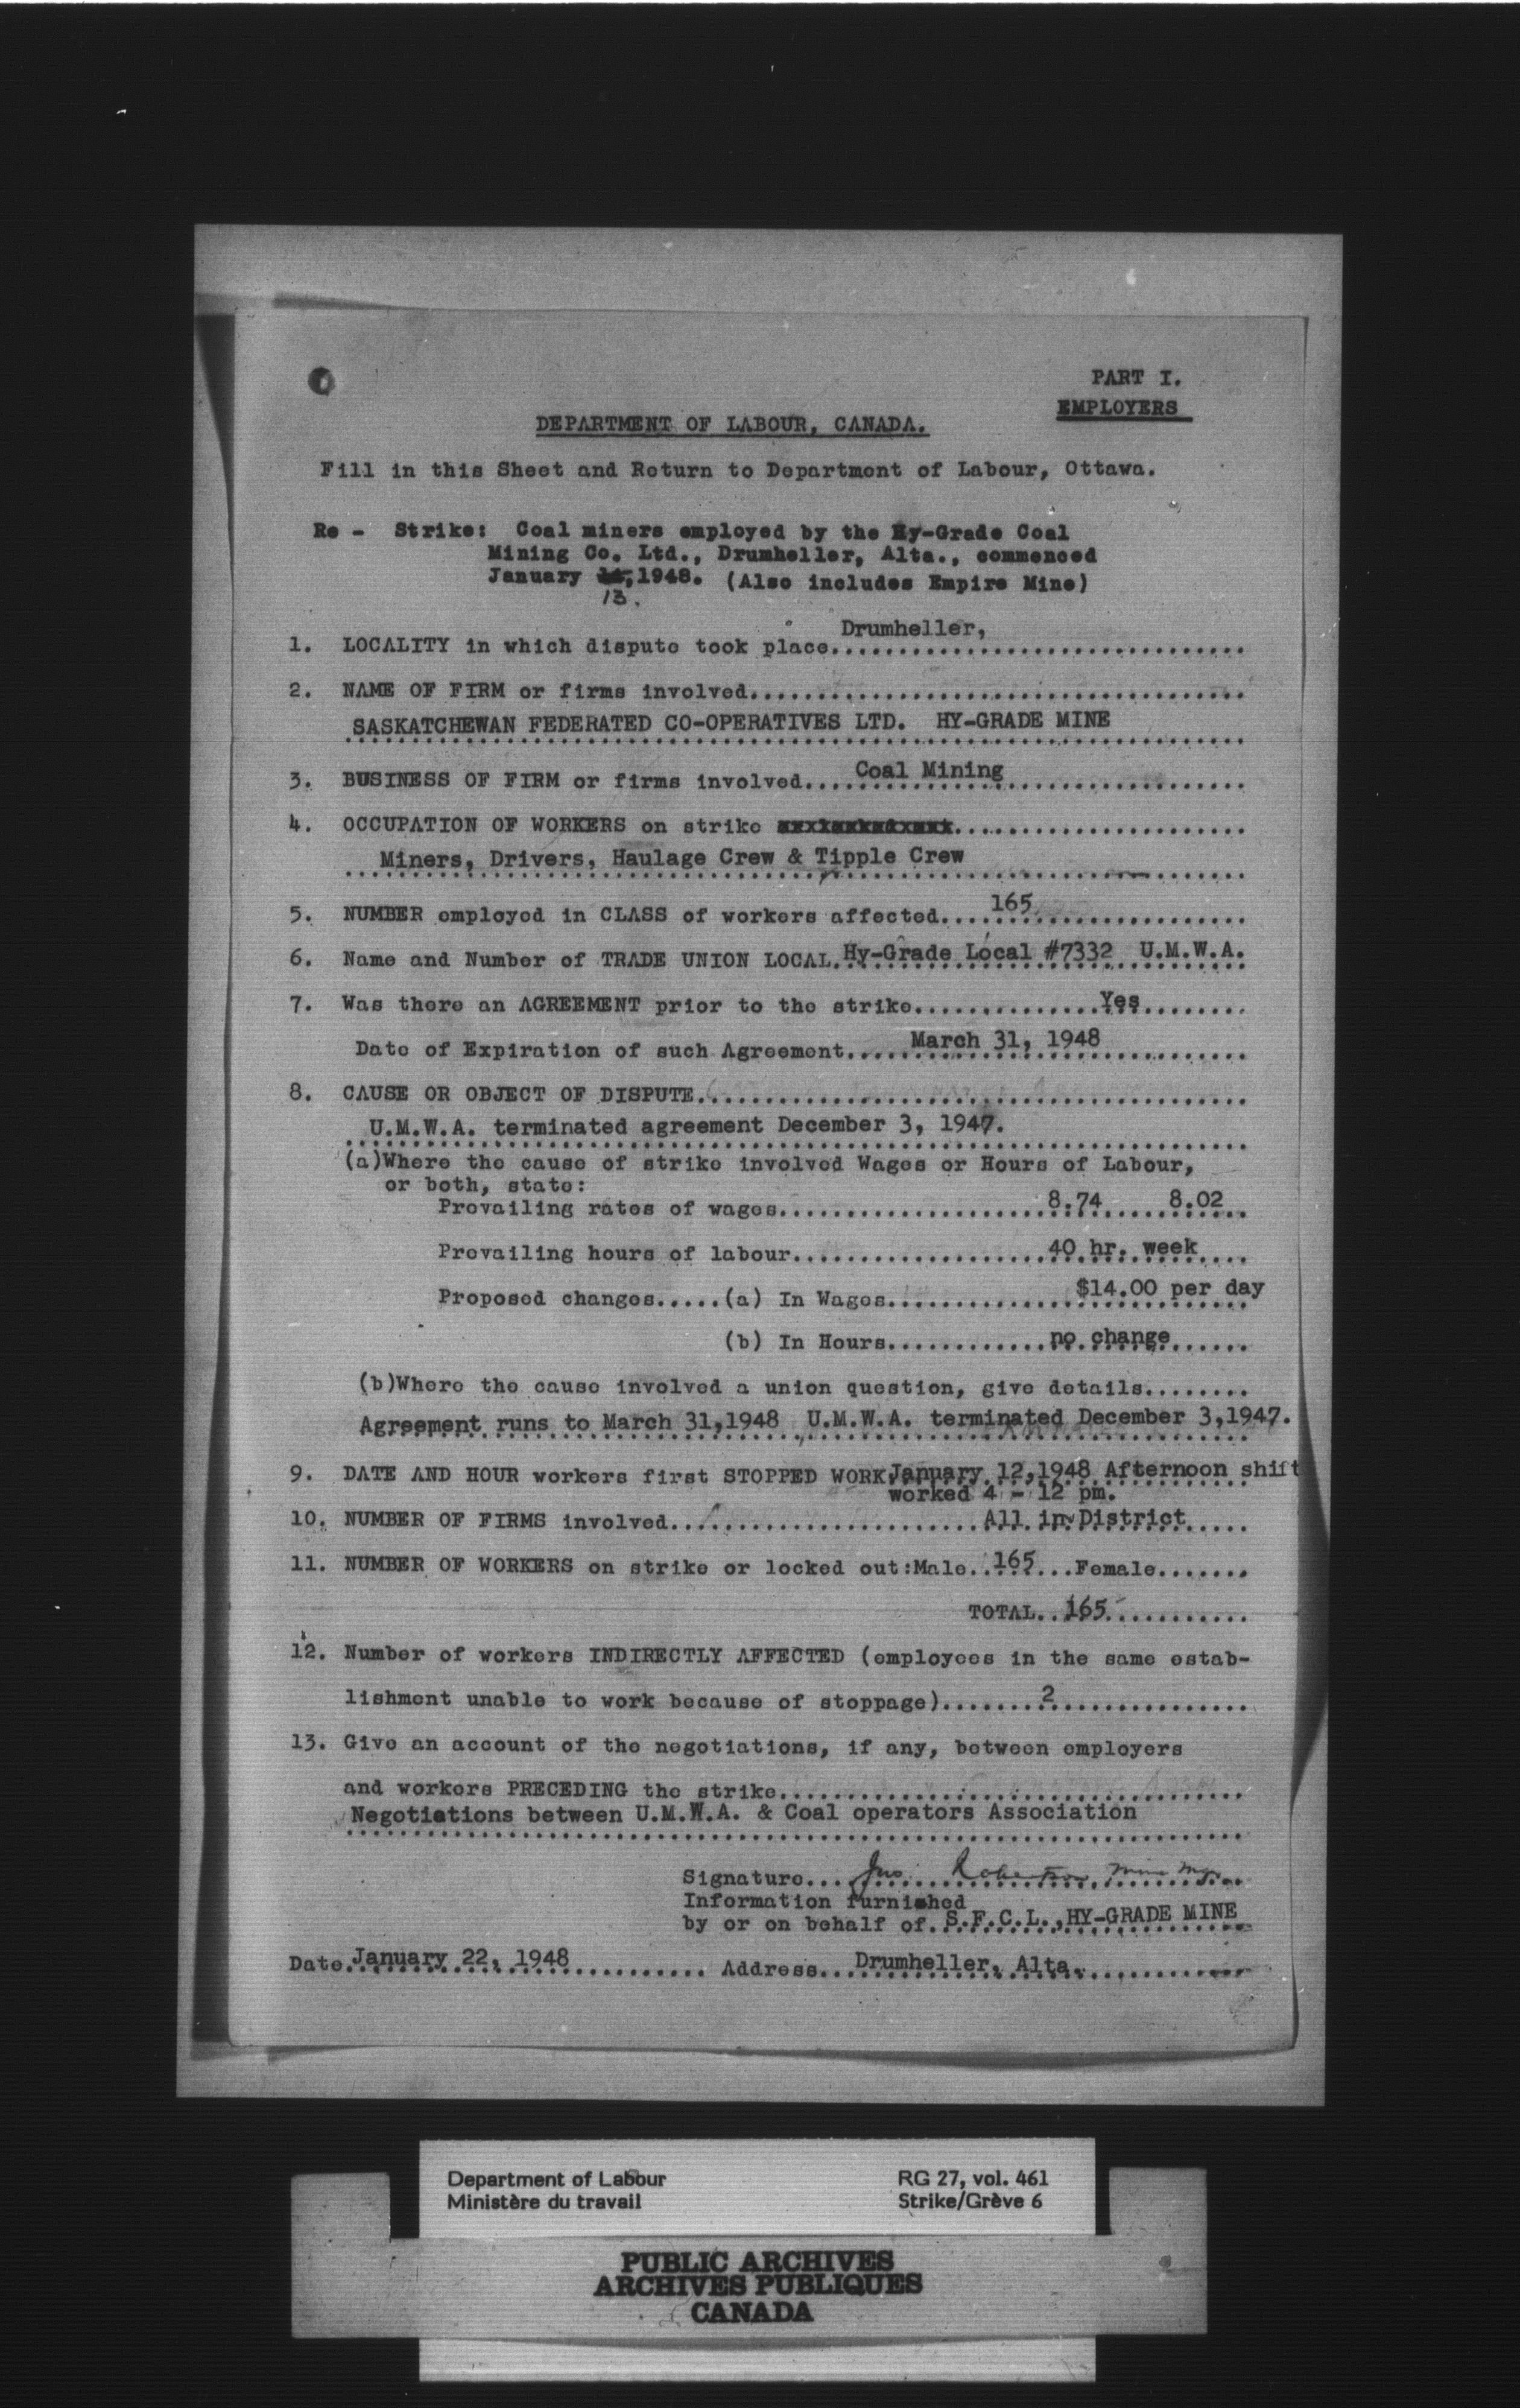 PART I.
EMPLOYERS
DEPARTMENT OF LABOUR, CANADA.
Fill in this Sheet and Return to Department of Labour, Ottawa.
Re - Strike: Coal miners employed by the Hy-Grade Coal
Mining Co. Ltd., Drumheller, Alta., commenced
January 1948. (Also includes Empire Mine)
13.
1. LOCALITY in which dispute took place Drumheller,
2. NAME OF FIRM or firms involved
SASKATCHEWAN FEDERATED CO-OPERATIVES LTD. HY-GRADE MINE
3. BUSINESS OF FIRM or firms involved Coal Mining
4. OCCUPATION OF WORKERS on strike
Miners, Drivers, Haulage Crew & Tipple Crew
5. NUMBER employed in CLASS of workers affected 165
6. Name and Number of TRADE UNION LOCAL. Hy-Grade Local #7332 U.M.W.A.
7. Was there an AGREEMENT prior to the strike Yes
Date of Expiration of such Agreement March 31, 1948
8. CAUSE OR OBJECT OF DISPUTE
U.M.W.A. terminated agreement December 3, 1947.
(a)Where the cause of strike involved Wages or Hours of Labour,
or both, state:
Prevailing rates of wages 8.74 8.02
Prevailing hours of labour 40 hr. week
Proposed changes.....(a) In Wages $14.00 per day
(b) In Hours no change
(b)Where the cause involved a union question, give details
Agreement runs to March 31,1948 U.M.W.A. terminated December 3,1947.
9. DATE AND HOUR workers first STOPPED WORK January 12,1948 Afternoon shift
worked 4 - 12 pm.
10. NUMBER OF FIRMS involved All in District
11. NUMBER OF WORKERS on strike or locked out:Male 165 Female
TOTAL 165
12. Number of workers INDIRECTLY AFFECTED (employees in the same estab-
lishment unable to work because of stoppage) 2
13. Give an account of the negotiations, if any, between employers
and workers PRECEDING the strike
Negotiations between U.M.W.A. & Coal operators Association
Signature Jas. Robertson, Mine Mgr.
Information furnished
by or on behalf of S.F.C.L.,HY-GRADE MINE
Date January 22, 1948 Address Drumheller, Alta.
Department of Labour RG 27, vol. 461
Ministère du travail Strike/Grève 6
PUBLIC ARCHIVES
ARCHIVES PUBLIQUES
CANADA